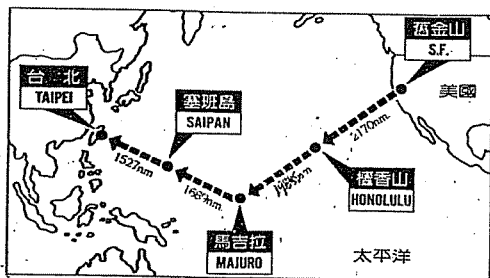 舊金山
S.F.
美國
台北
TAIPEI
塞班島
SAIPAN
2170nm.
1527nm
1669nm
檀香山
HONOLULU
馬吉拉
MAJURO
太平洋